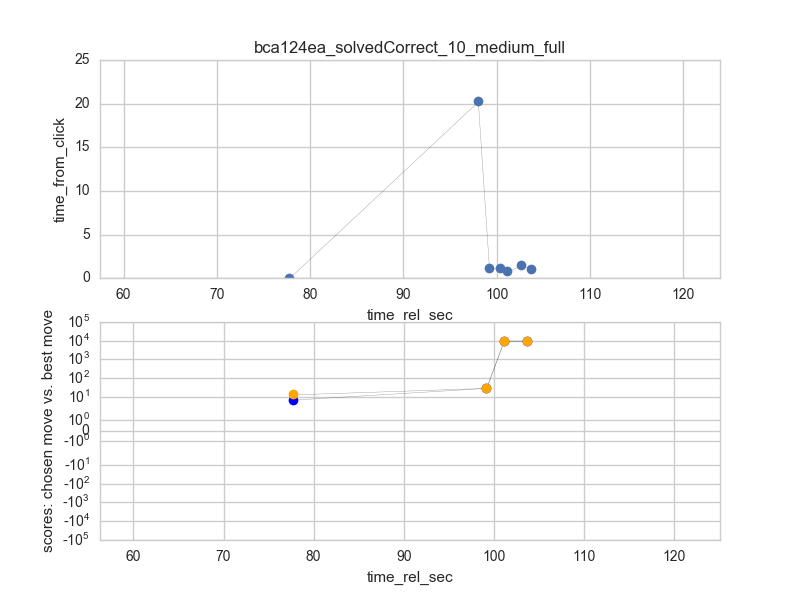 bca124ea_solvedCorrect_10_medium_full
25
20
15
10
5
0
time_from_click
60 70 80 90 100 110 120
time_rel_sec
10^5
10^4
10^3
10^2
10^1
10^0
0
-10^0
-10^1
-10^2
-10^3
-10^4
-10^5
scores: chosen move vs. best move
60 70 80 90 100 110 120
time_rel_sec